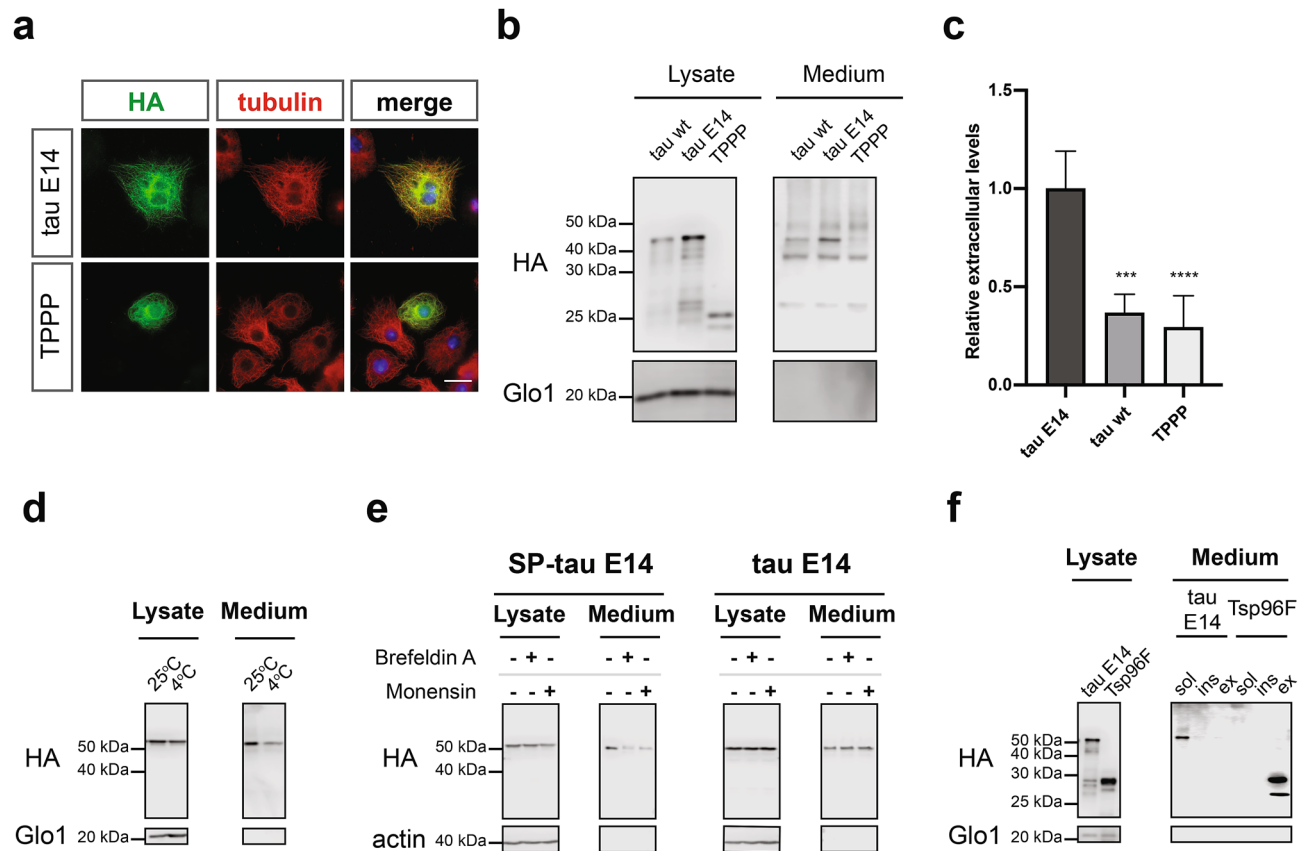 a
HA tubulin merge
tau E14
TPPP
b
Lysate Medium
tau wt tau E14 TPPP tau wt tau E14 TPPP
50 kDa
40 kDa
HA
30 kDa
25 kDa
Glo1 20 kDa
c
1.5
1.0
0.5
0.0
Relative extracellular levels
*** ****
tau E14 tau wt TPPP
d
Lysate Medium
25ºC 4ºC 25ºC 4ºC
50 kDa
HA
40 kDa
Glo1 20 kDa
e
SP-tau E14 tau E14
Lysate Medium Lysate Medium
Brefeldin A - + - - + - - + - - + -
Monensin - - + - - + - - + - - +
50 kDa
HA
40 kDa
actin 40 kDa
f
Lysate Medium
tau E14 Tsp96F
tau E14 Tsp96F sol ins ex sol ins ex
50 kDa
40 kDa
HA
30 kDa
25 kDa
Glo1 20 kDa